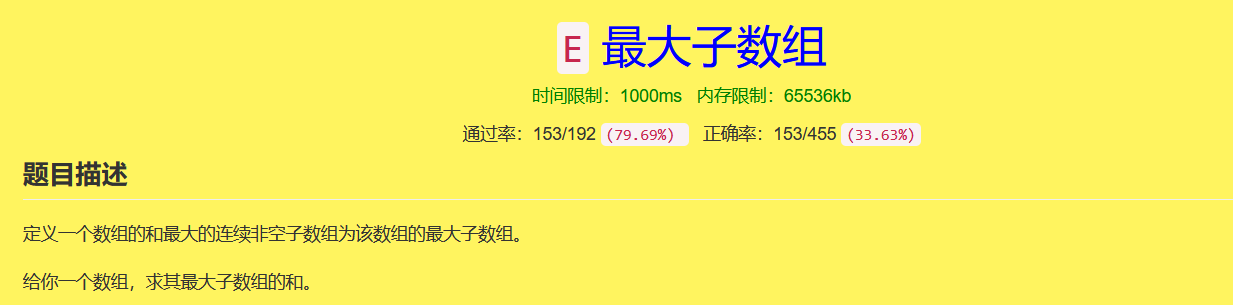 E 最大子数组
时间限制：1000ms 内存限制：65536kb
通过率：153/192 (79.69%) 正确率：153/455 (33.63%)
题目描述
定义一个数组的和最大的连续非空子数组为该数组的最大子数组。
给你一个数组，求其最大子数组的和。